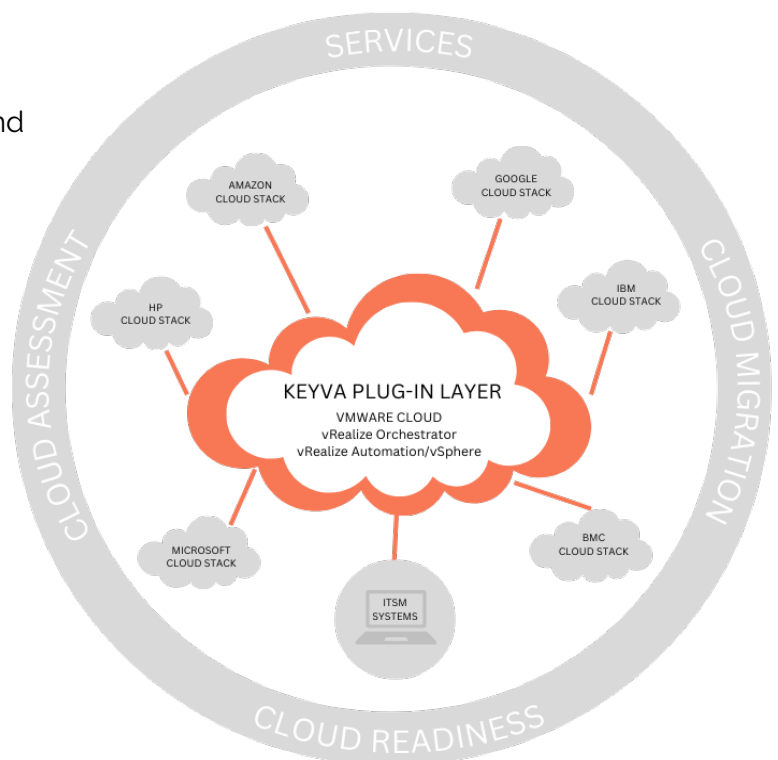 SERVICES
nd
AMAZON
CLOUD STACK
GOOGLE
CLOUD STACK
HP
CLOUD STACK
IBM
CLOUD STACK
CLOUD ASSESSMENT
CLOUD MIGRATION
KEYVA PLUG-IN LAYER
VMWARE CLOUD
vRealize Orchestrator
vRealize Automation/vSphere
MICROSOFT
CLOUD STACK
BMC
CLOUD STACK
ITSM
SYSTEMS
CLOUD READINESS